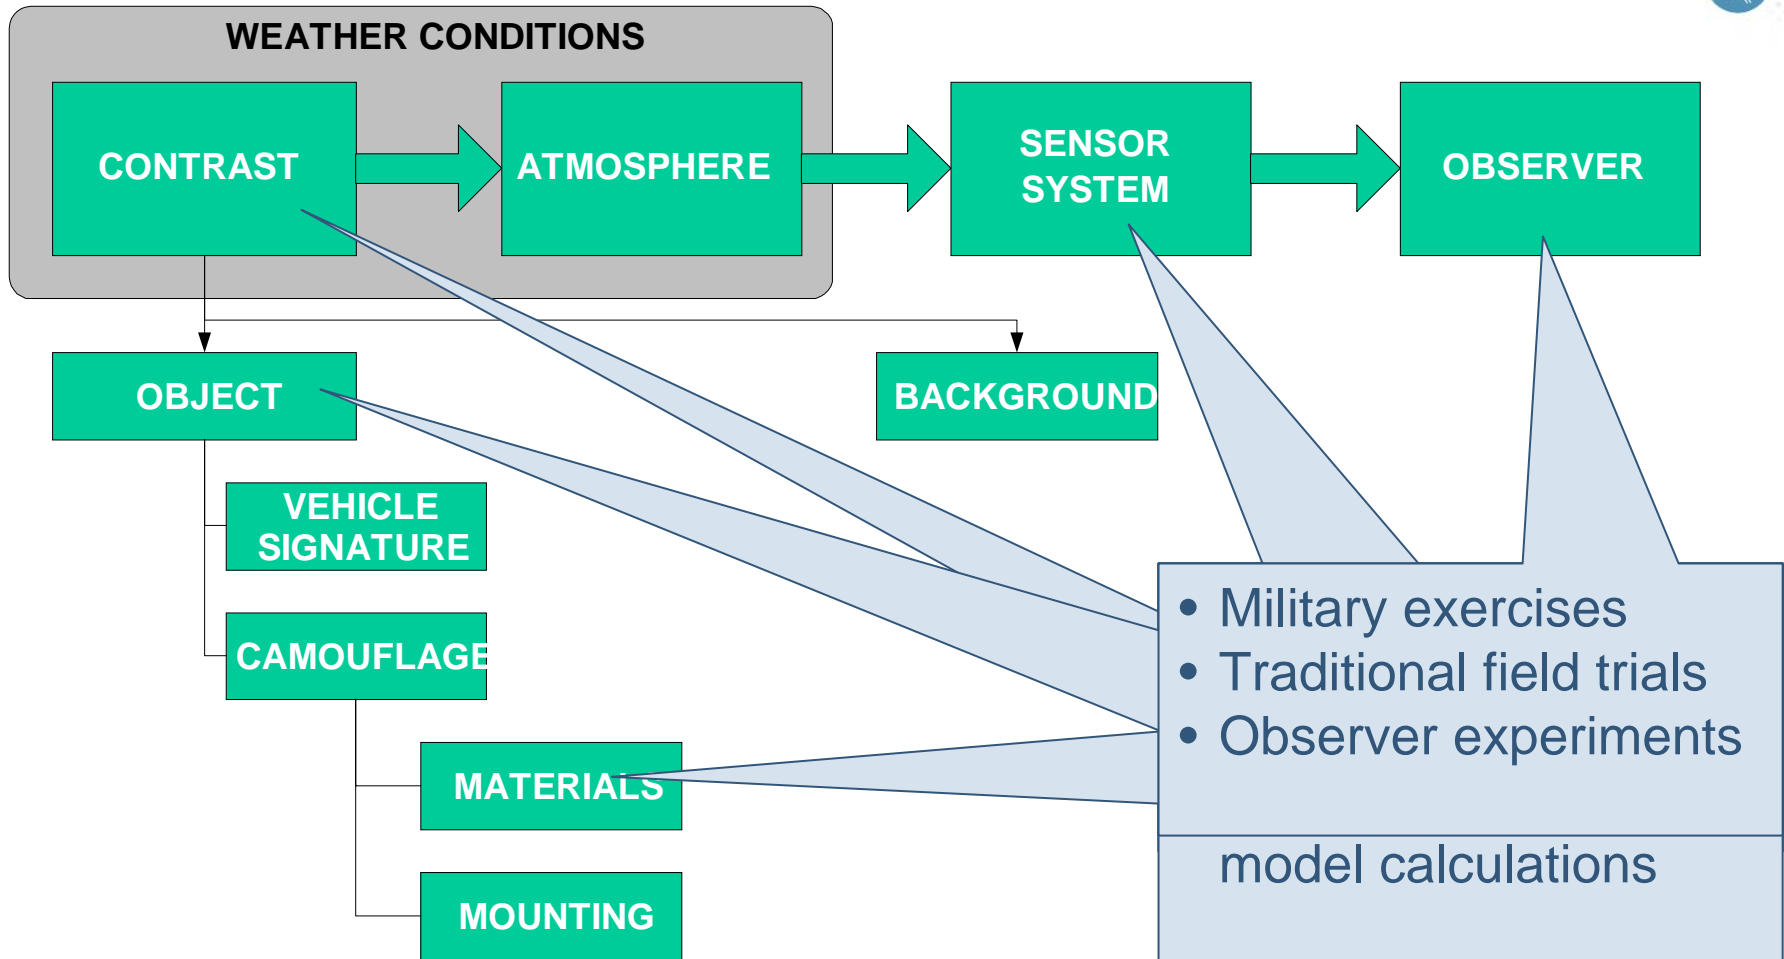 WEATHER CONDITIONS
CONTRAST
ATMOSPHERE
SENSOR
SYSTEM
OBSERVER
OBJECT
BACKGROUND
VEHICLE
SIGNATURE
CAMOUFLAGE
MATERIALS
MOUNTING
• Military exercises
• Traditional field trials
• Observer experiments
model calculations